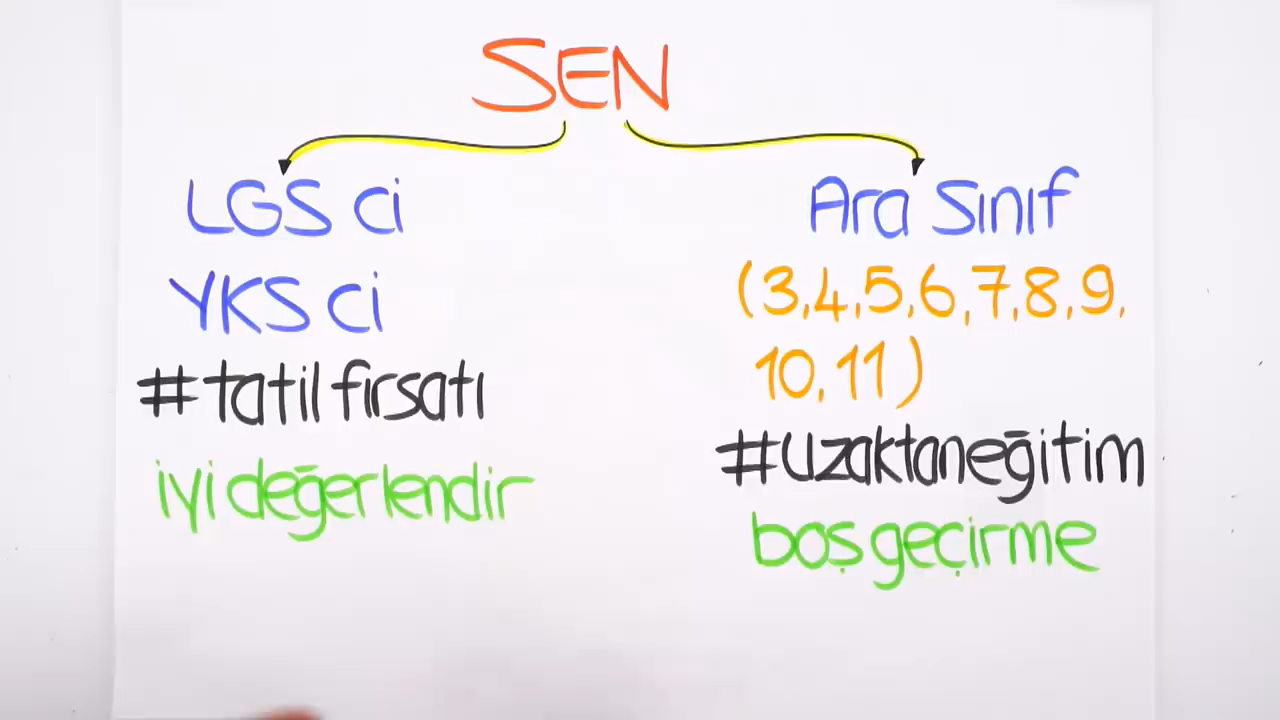 SEN
LGS ci
YKS ci
#tatil fırsatı
iyi değerlendir
Ara Sınıf
(3,4,5,6,7,8,9,
10,11)
#uzaktaneğitim
boş geçirme